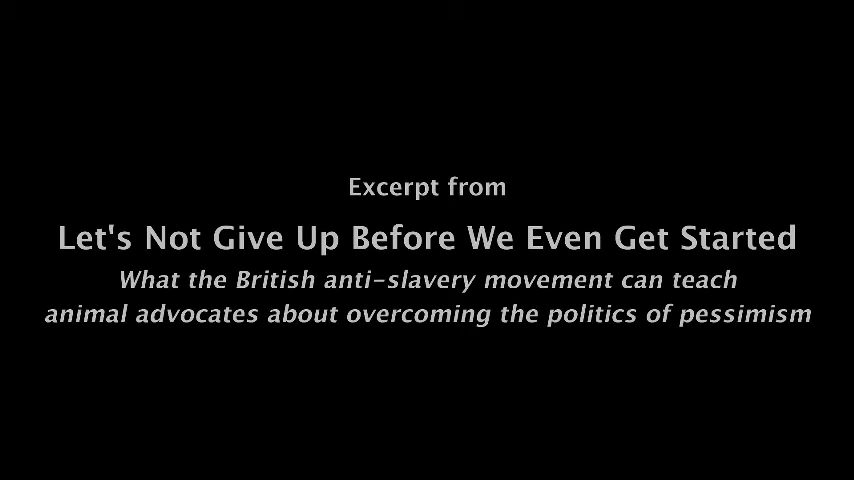 Excerpt from
Let's Not Give Up Before We Even Get Started
What the British anti-slavery movement can teach
animal advocates about overcoming the politics of pessimism